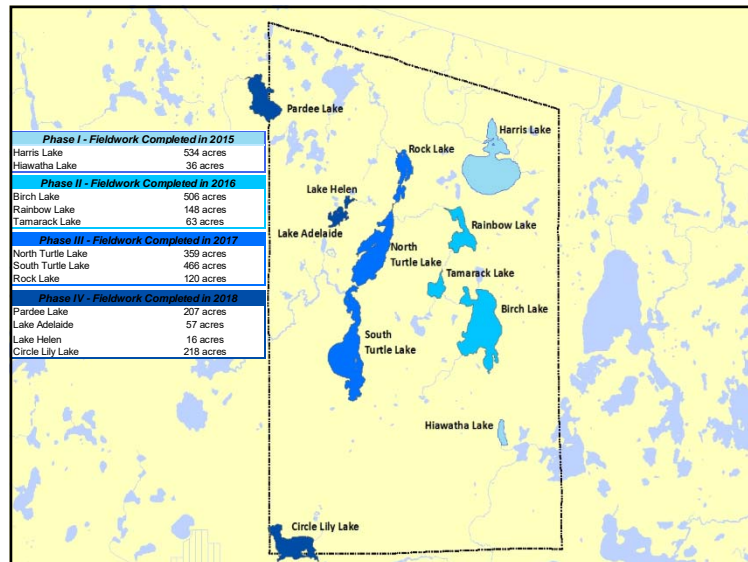 Pardee Lake
Harris Lake
Phase I - Fieldwork Completed in 2015
Harris Lake 534 acres
Hiawatha Lake 36 acres
Rock Lake
Phase II - Fieldwork Completed in 2016
Birch Lake 506 acres
Rainbow Lake 148 acres
Tamarack Lake 63 acres
Lake Helen
Lake Adelaide
Rainbow Lake
Phase III - Fieldwork Completed in 2017
North Turtle Lake 359 acres
South Turtle Lake 466 acres
Rock Lake 120 acres
North
Turtle Lake
Tamarack Lake
Phase IV - Fieldwork Completed in 2018
Pardee Lake 207 acres
Lake Adelaide 57 acres
Lake Helen 16 acres
Circle Lily Lake 218 acres
Birch Lake
South
Turtle Lake
Hiawatha Lake
Circle Lily Lake